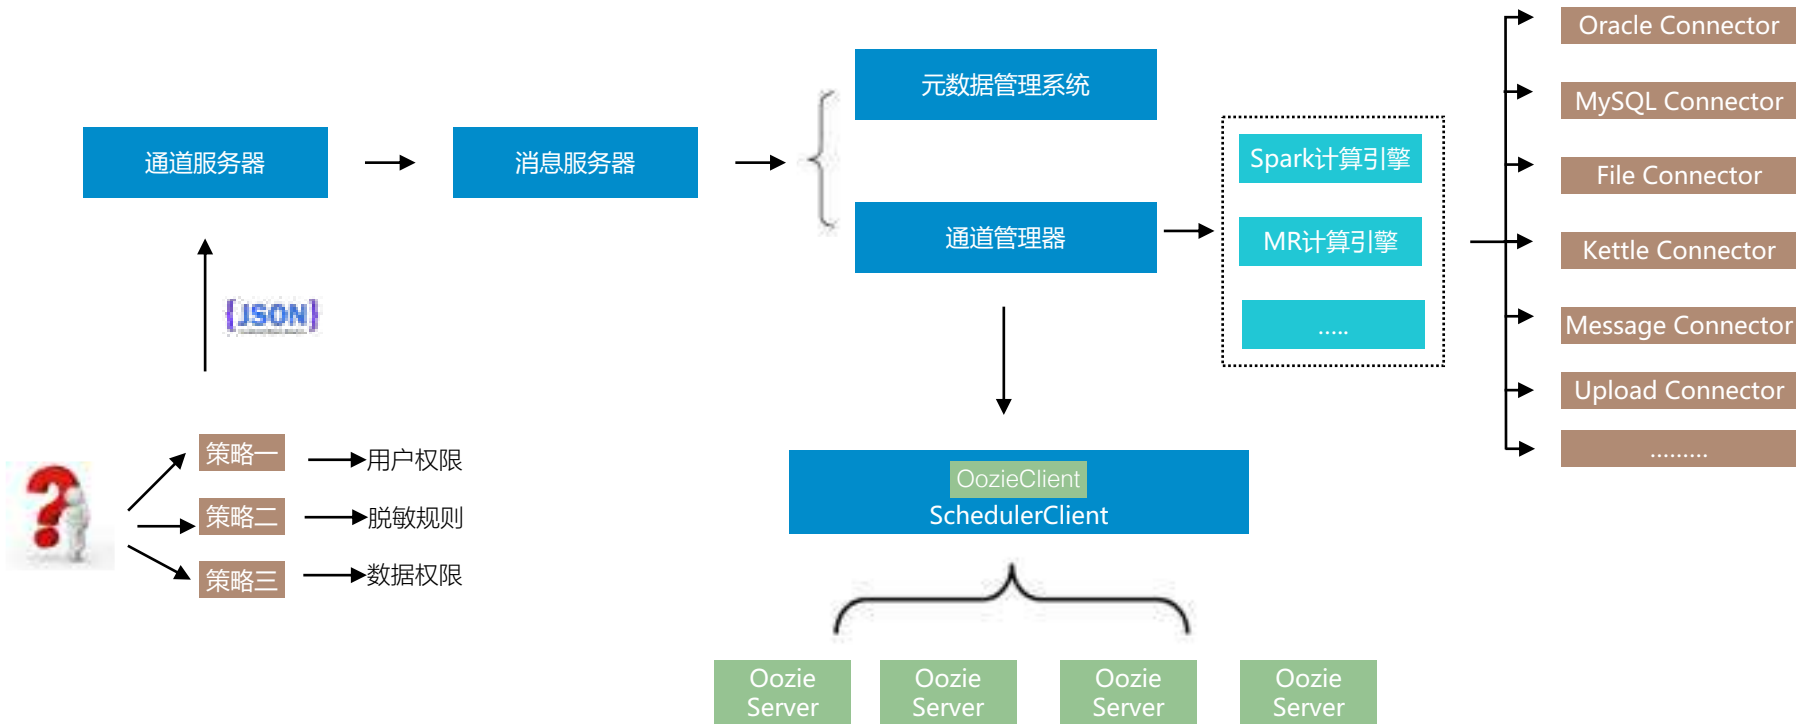 通道服务器
消息服务器
元数据管理系统
通道管理器
Spark计算引擎
MR计算引擎
.....
Oracle Connector
MySQL Connector
File Connector
Kettle Connector
Message Connector
Upload Connector
.........
{JSON}
策略一
用户权限
策略二
脱敏规则
策略三
数据权限
OozieClient
SchedulerClient
Oozie
Server
Oozie
Server
Oozie
Server
Oozie
Server